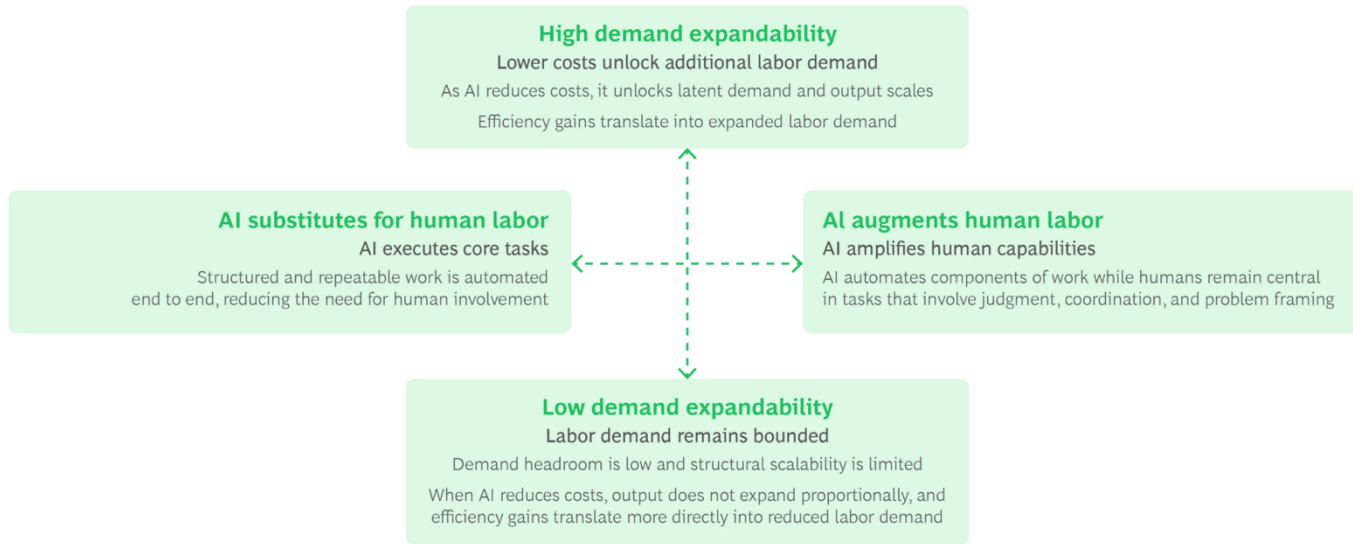 High demand expandability
Lower costs unlock additional labor demand
As AI reduces costs, it unlocks latent demand and output scales
Efficiency gains translate into expanded labor demand
AI substitutes for human labor
AI executes core tasks
Structured and repeatable work is automated
end to end, reducing the need for human involvement
AI augments human labor
AI amplifies human capabilities
AI automates components of work while humans remain central
in tasks that involve judgment, coordination, and problem framing
Low demand expandability
Labor demand remains bounded
Demand headroom is low and structural scalability is limited
When AI reduces costs, output does not expand proportionally, and
efficiency gains translate more directly into reduced labor demand